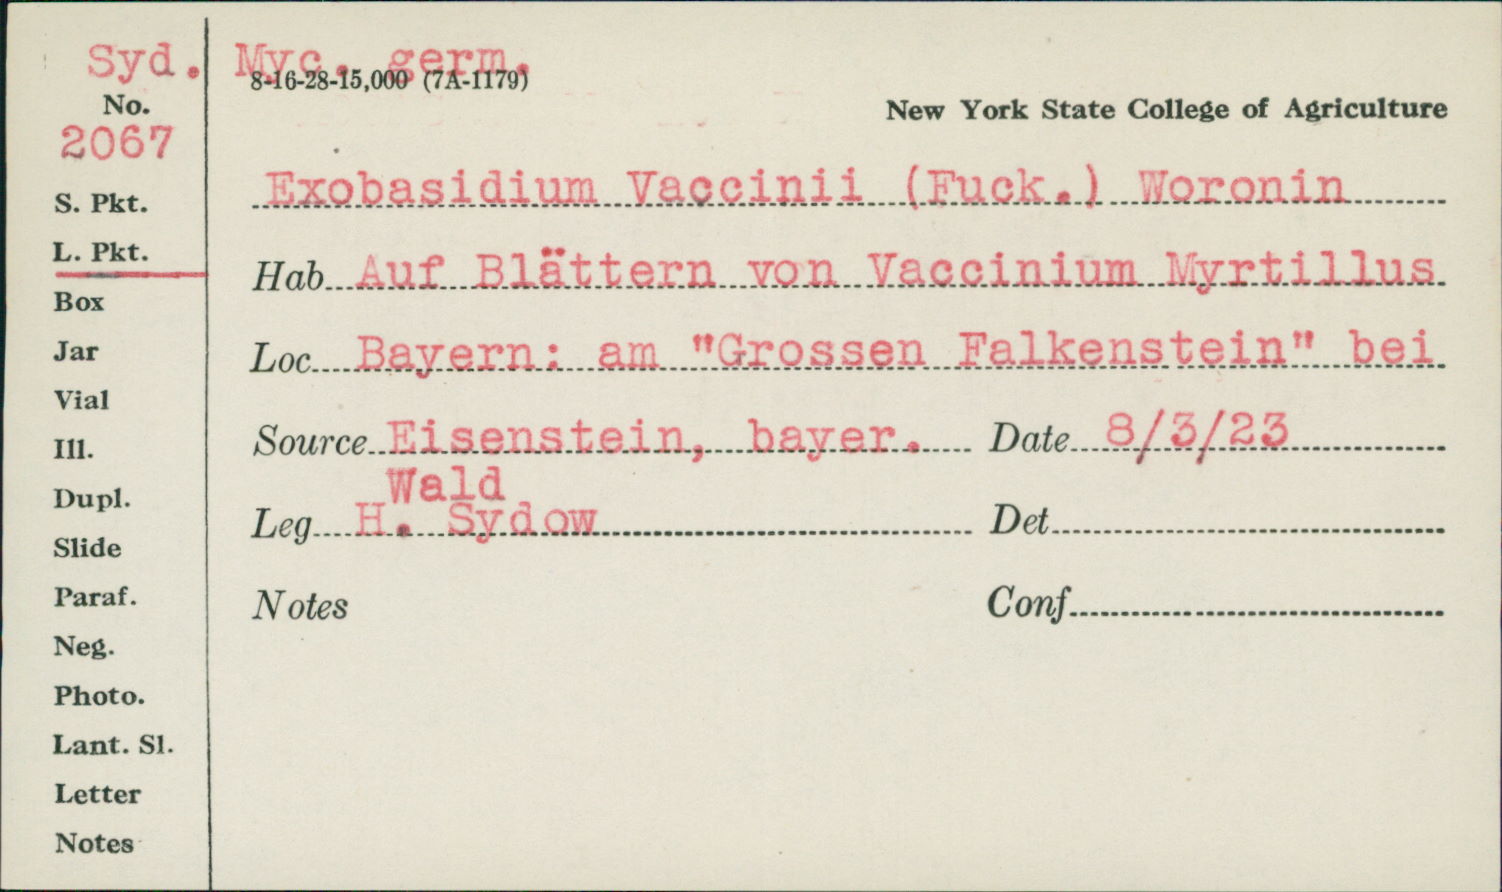 Syd. Myc. germ.
8-16-28-15,000 (7A-1179)
No.
2067
New York State College of Agriculture
Exobasidium Vaccinii (Fuck.) Woronin
Hab Auf Blättern von Vaccinium Myrtillus
Loc Bayern: am "Grossen Falkenstein" bei
Source Eisenstein, bayer. Date 8/3/23
Wald
Leg H. Sydow Det
Notes Conf
S. Pkt.
L. Pkt.
Box
Jar
Vial
Ill.
Dupl.
Slide
Paraf.
Neg.
Photo.
Lant. Sl.
Letter
Notes